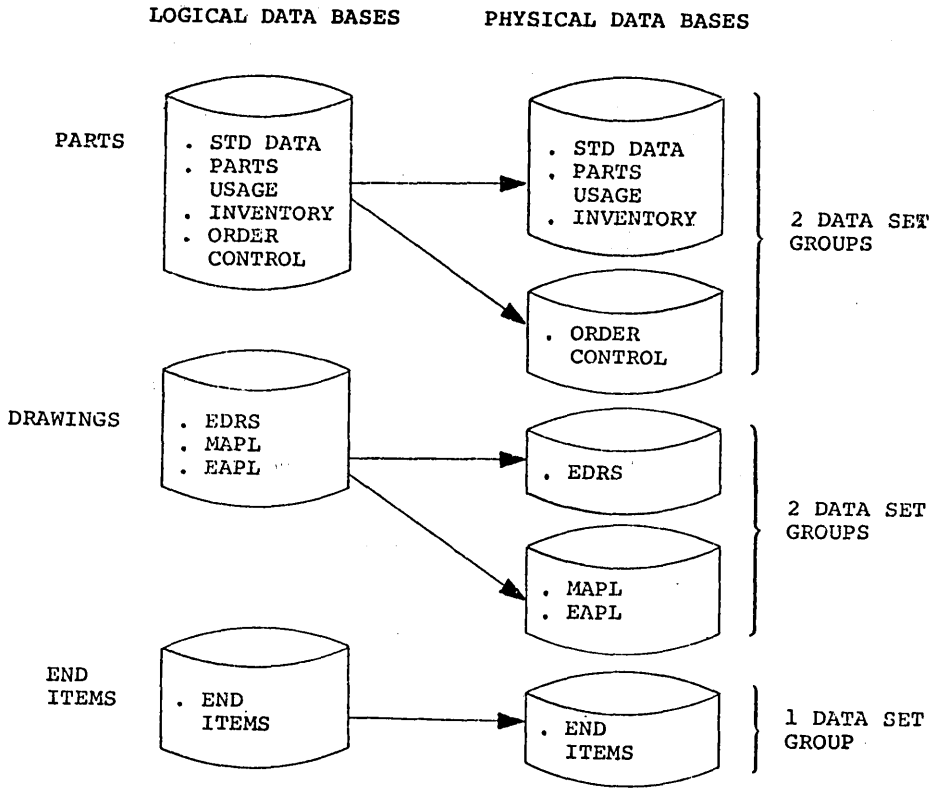 LOGICAL DATA BASES
PHYSICAL DATA BASES
PARTS
. STD DATA
. PARTS
USAGE
. INVENTORY
. ORDER
CONTROL
. STD DATA
. PARTS
USAGE
. INVENTORY
. ORDER
CONTROL
2 DATA SET
GROUPS
DRAWINGS
. EDRS
. MAPL
. EAPL
. EDRS
. MAPL
. EAPL
2 DATA SET
GROUPS
END
ITEMS
. END
ITEMS
. END
ITEMS
1 DATA SET
GROUP